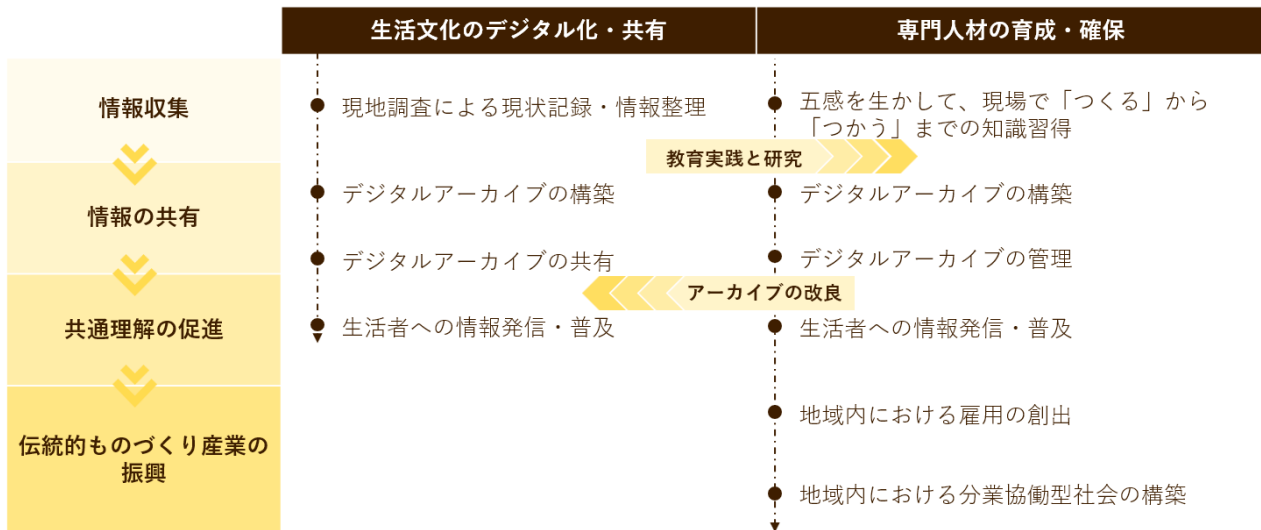 生活文化のデジタル化・共有
専門人材の育成・確保
情報収集
現地調査による現状記録・情報整理
五感を生かして、現場で「つくる」から
「つかう」までの知識習得
教育実践と研究
情報の共有
デジタルアーカイブの構築
デジタルアーカイブの構築
デジタルアーカイブの共有
デジタルアーカイブの管理
アーカイブの改良
共通理解の促進
生活者への情報発信・普及
生活者への情報発信・普及
地域内における雇用の創出
伝統的ものづくり産業の
振興
地域内における分業協働型社会の構築